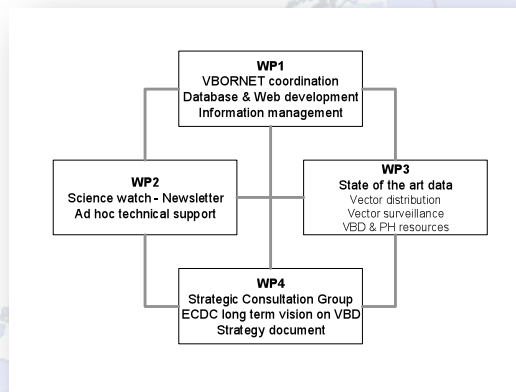 WP1
VBORNET coordination
Database & Web development
Information management
WP2
Science watch - Newsletter
Ad hoc technical support
WP3
State of the art data
Vector distribution
Vector surveillance
VBD & PH resources
WP4
Strategic Consultation Group
ECDC long term vision on VBD
Strategy document